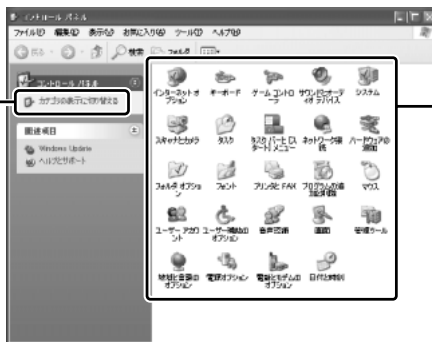 コントロール パネル
ファイル(F) 編集(E) 表示(V) お気に入り(A) ツール(T) ヘルプ(H)
戻る 検索 フォルダ
コントロール パネル
カテゴリの表示に切り替える
関連項目
Windows Update
ヘルプとサポート
インターネット オプション
キーボード
ゲーム コントローラ
サウンドとオーディオ デバイス
システム
スキャナとカメラ
タスク
タスク バーと [スタート] メニュー
ネットワーク接続
ハードウェアの追加
フォルダ オプション
フォント
プリンタと FAX
プログラムの追加と削除
マウス
ユーザー アカウント
ユーザー補助のオプション
音声認識
画面
管理ツール
地域と言語のオプション
電源オプション
電話とモデムのオプション
日付と時刻